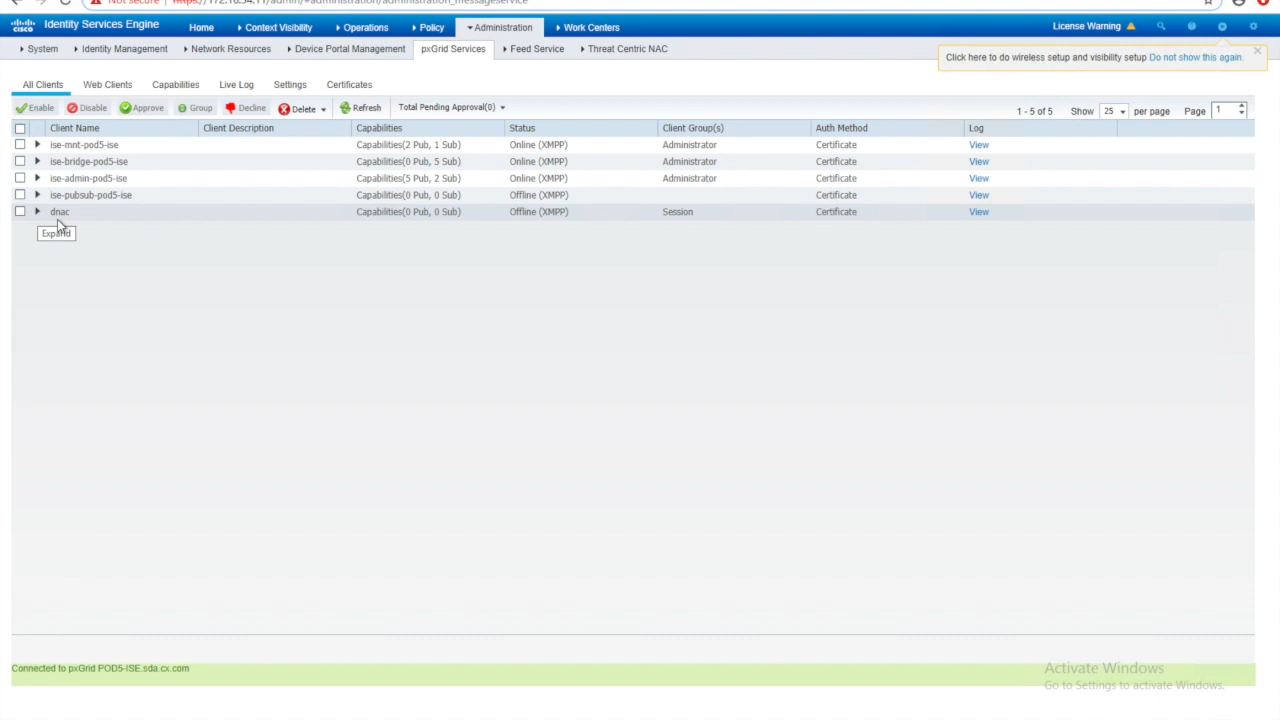 Not secure https://172.16.54.11/admin/#administration/administration_messageservice
cisco Identity Services Engine Home Context Visibility Operations Policy Administration Work Centers License Warning
System Identity Management Network Resources Device Portal Management pxGrid Services Feed Service Threat Centric NAC
Click here to do wireless setup and visibility setup Do not show this again.
All Clients Web Clients Capabilities Live Log Settings Certificates
Enable Disable Approve Group Decline Delete Refresh Total Pending Approval(0) 1 - 5 of 5 Show 25 per page Page 1
Client Name Client Description Capabilities Status Client Group(s) Auth Method Log
ise-mnt-pod5-ise Capabilities(2 Pub, 1 Sub) Online (XMPP) Administrator Certificate View
ise-bridge-pod5-ise Capabilities(0 Pub, 5 Sub) Online (XMPP) Administrator Certificate View
ise-admin-pod5-ise Capabilities(5 Pub, 2 Sub) Online (XMPP) Administrator Certificate View
ise-pubsub-pod5-ise Capabilities(0 Pub, 0 Sub) Offline (XMPP) Certificate View
dnac Capabilities(0 Pub, 0 Sub) Offline (XMPP) Session Certificate View
Expand
Connected to pxGrid POD5-ISE.sda.cx.com
Activate Windows
Go to Settings to activate Windows.